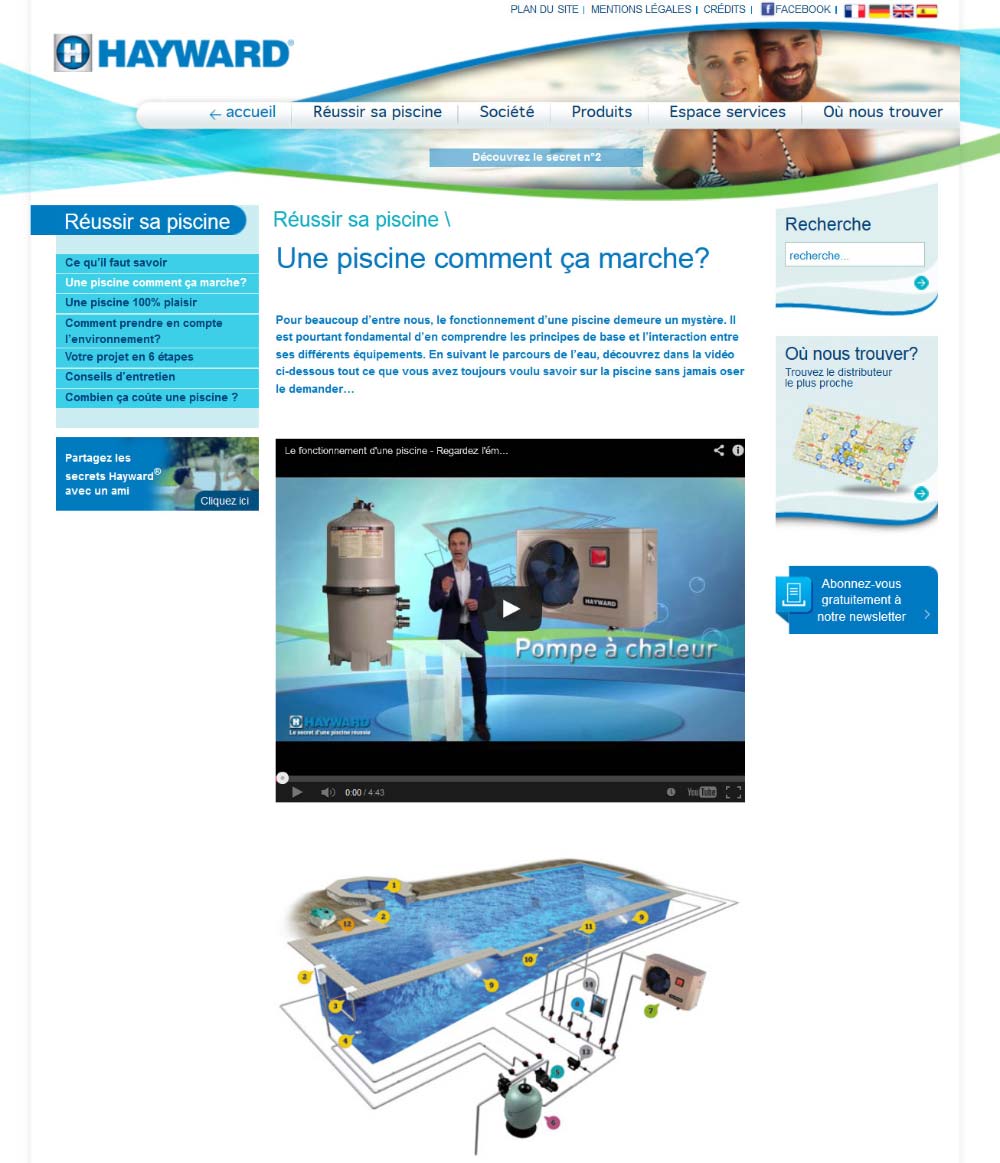 PLAN DU SITE | MENTIONS LÉGALES | CRÉDITS | FACEBOOK |
HAYWARD®
← accueil | Réussir sa piscine | Société | Produits | Espace services | Où nous trouver
Découvrez le secret n°2
Réussir sa piscine
Ce qu'il faut savoir
Une piscine comment ça marche?
Une piscine 100% plaisir
Comment prendre en compte
l'environnement?
Votre projet en 6 étapes
Conseils d'entretien
Combien ça coûte une piscine ?
Partagez les
secrets Hayward®
avec un ami
Cliquez ici
Réussir sa piscine \
Une piscine comment ça marche?
Pour beaucoup d'entre nous, le fonctionnement d'une piscine demeure un mystère. Il
est pourtant fondamental d'en comprendre les principes de base et l'interaction entre
ses différents équipements. En suivant le parcours de l'eau, découvrez dans la vidéo
ci-dessous tout ce que vous avez toujours voulu savoir sur la piscine sans jamais oser
le demander…
Le fonctionnement d'une piscine - Regardez l'ém...
HAYWARD
Pompe à chaleur
HAYWARD
Le secret d'une piscine réussie
0:00 / 4:43
YouTube
1
2
12
2
3
4
9
10
11
9
14
8
7
13
5
6
Recherche
recherche...
Où nous trouver?
Trouvez le distributeur
le plus proche
Abonnez-vous
gratuitement à
notre newsletter